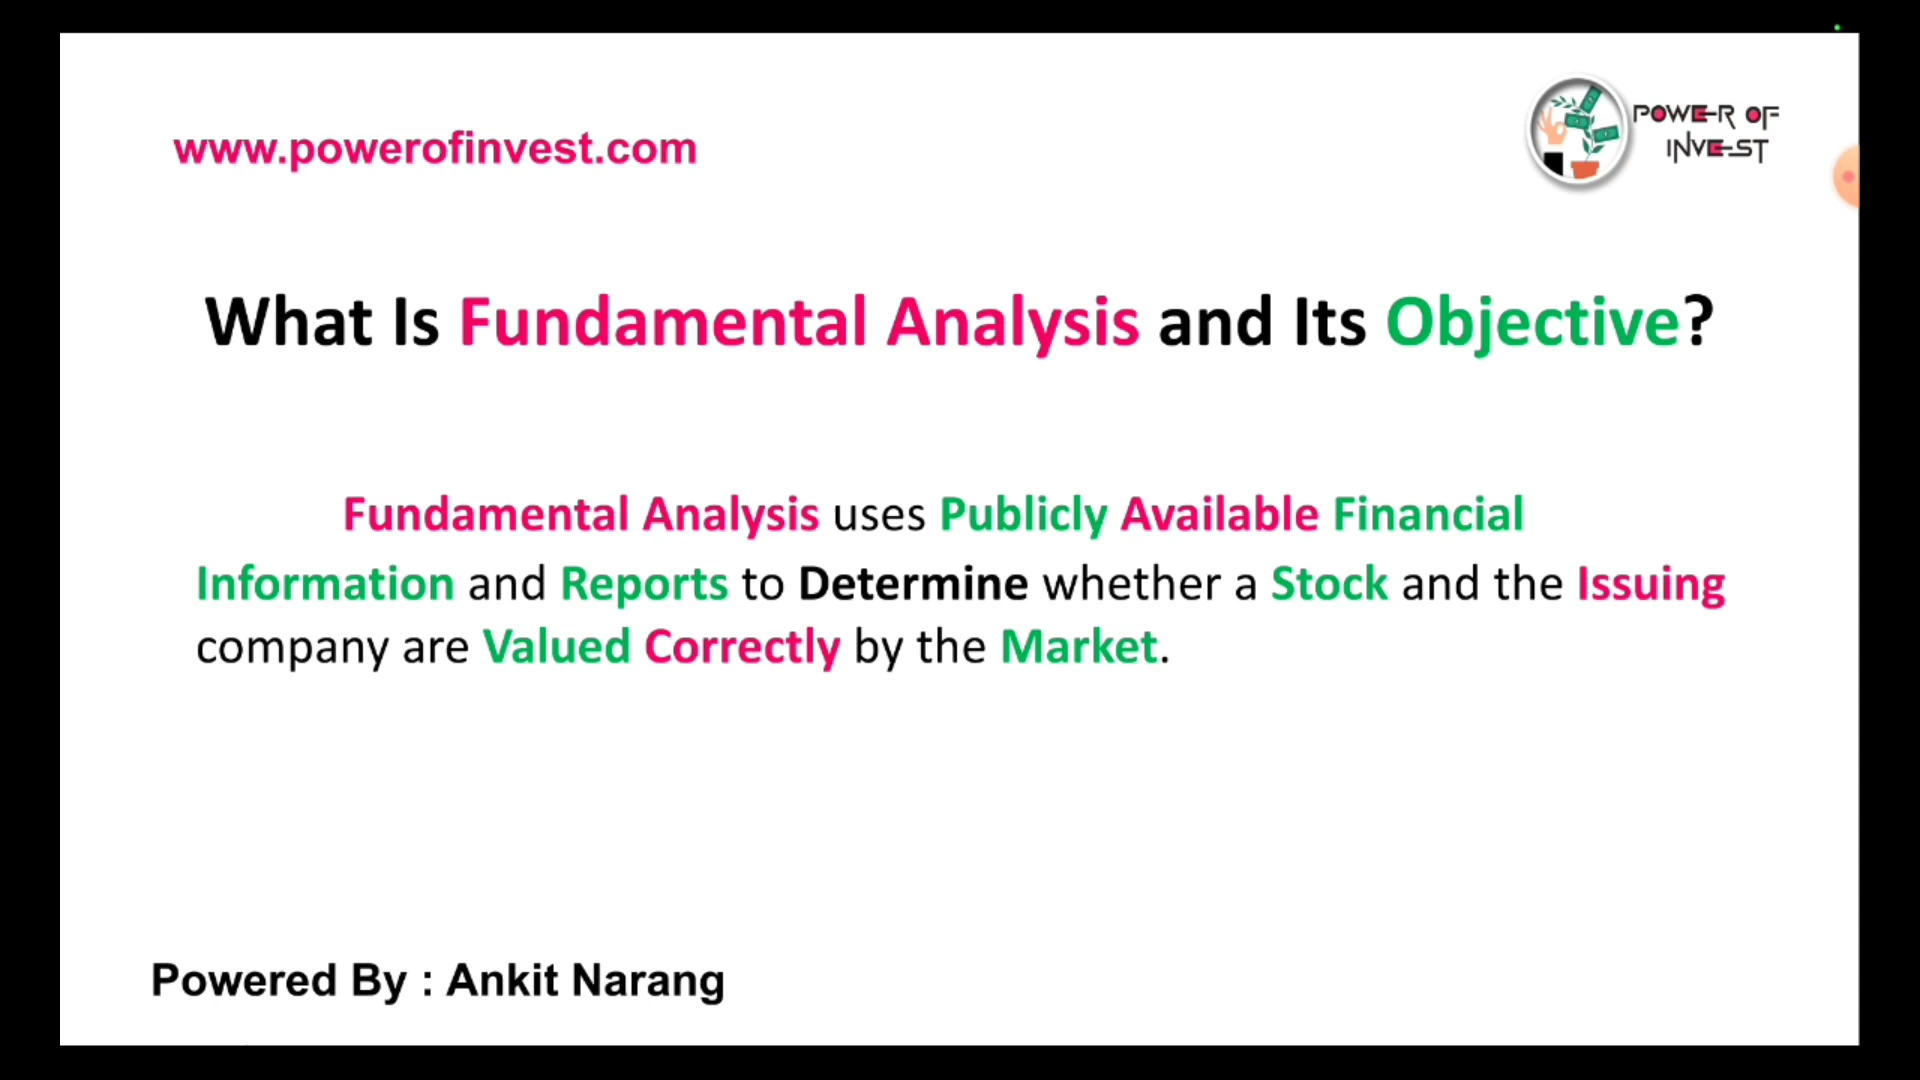 www.powerofinvest.com
POWER OF
INVEST
What Is Fundamental Analysis and Its Objective?
Fundamental Analysis uses Publicly Available Financial
Information and Reports to Determine whether a Stock and the Issuing
company are Valued Correctly by the Market.
Powered By : Ankit Narang